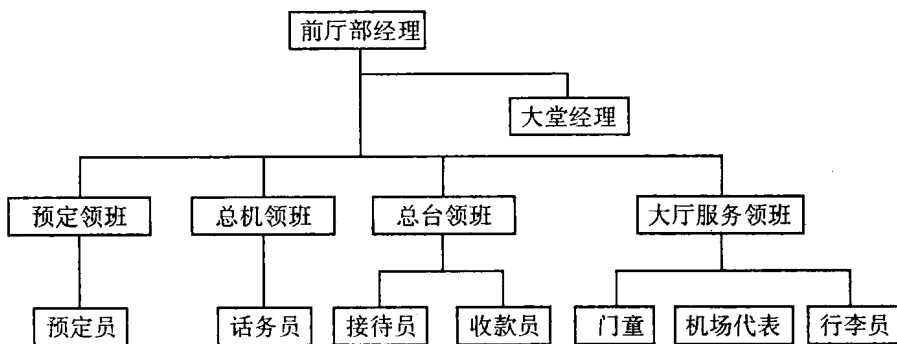 前厅部经理
大堂经理
预定领班 总机领班 总台领班 大厅服务领班
预定员 话务员 接待员 收款员 门童 机场代表 行李员